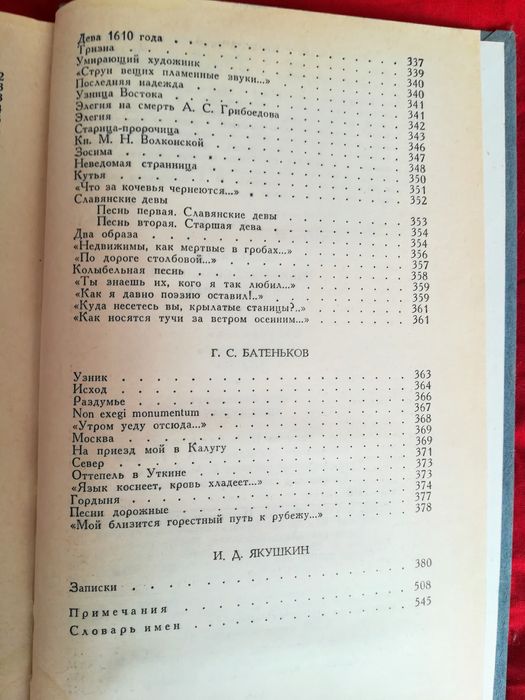 Дева 1610 года . . . 337
Тризна . . . 339
Умирающий художник . . . 340
«Струн вещих пламенные звуки...» . . . 340
Последняя надежда . . . 341
Узница Востока . . . 341
Элегия на смерть А. С. Грибоедова . . . 342
Элегия . . . 343
Старица-пророчица . . . 346
Кн. М. Н. Волконской . . . 347
Зосима . . . 348
Неведомая странница . . . 350
Кутья . . . 351
«Что за кочевья чернеются...» . . . 352
Славянские девы
Песнь первая. Славянские девы . . . 353
Песнь вторая. Старшая дева . . . 354
Два образа . . . 354
«Недвижимы, как мертвые в гробах...» . . . 356
«По дороге столбовой...» . . . 357
Колыбельная песнь . . . 358
«Ты знаешь их, кого я так любил...» . . . 359
«Как я давно поэзию оставил!..» . . . 359
«Куда несетесь вы, крылатые станицы?..» . . . 361
«Как носятся тучи за ветром осенним...» . . . 361
Г. С. БАТЕНЬКОВ
Узник . . . 363
Исход . . . 364
Раздумье . . . 366
Non exegi monumentum . . . 367
«Утром уеду отсюда...» . . . 368
Москва . . . 369
На приезд мой в Калугу . . . 369
Север . . . 371
Оттепель в Уткине . . . 373
«Язык коснеет, кровь хладеет...» . . . 373
Гордыня . . . 374
Песни дорожные . . . 377
«Мой близится горестный путь к рубежу...» . . . 378
И. Д. ЯКУШКИН
Записки . . . 380
Примечания . . . 508
Словарь имен . . . 545